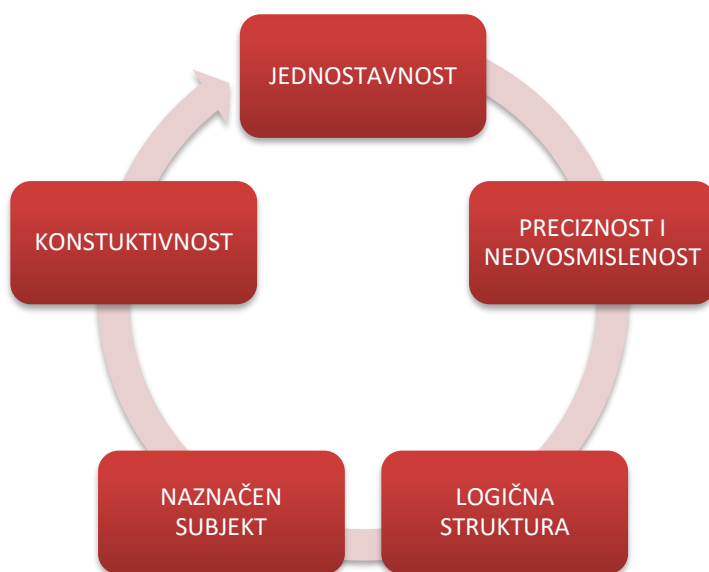 JEDNOSTAVNOST
PRECIZNOST I
NEDVOSMISLENOST
LOGIČNA
STRUKTURA
NAZNAČEN
SUBJEKT
KONSTUKTIVNOST